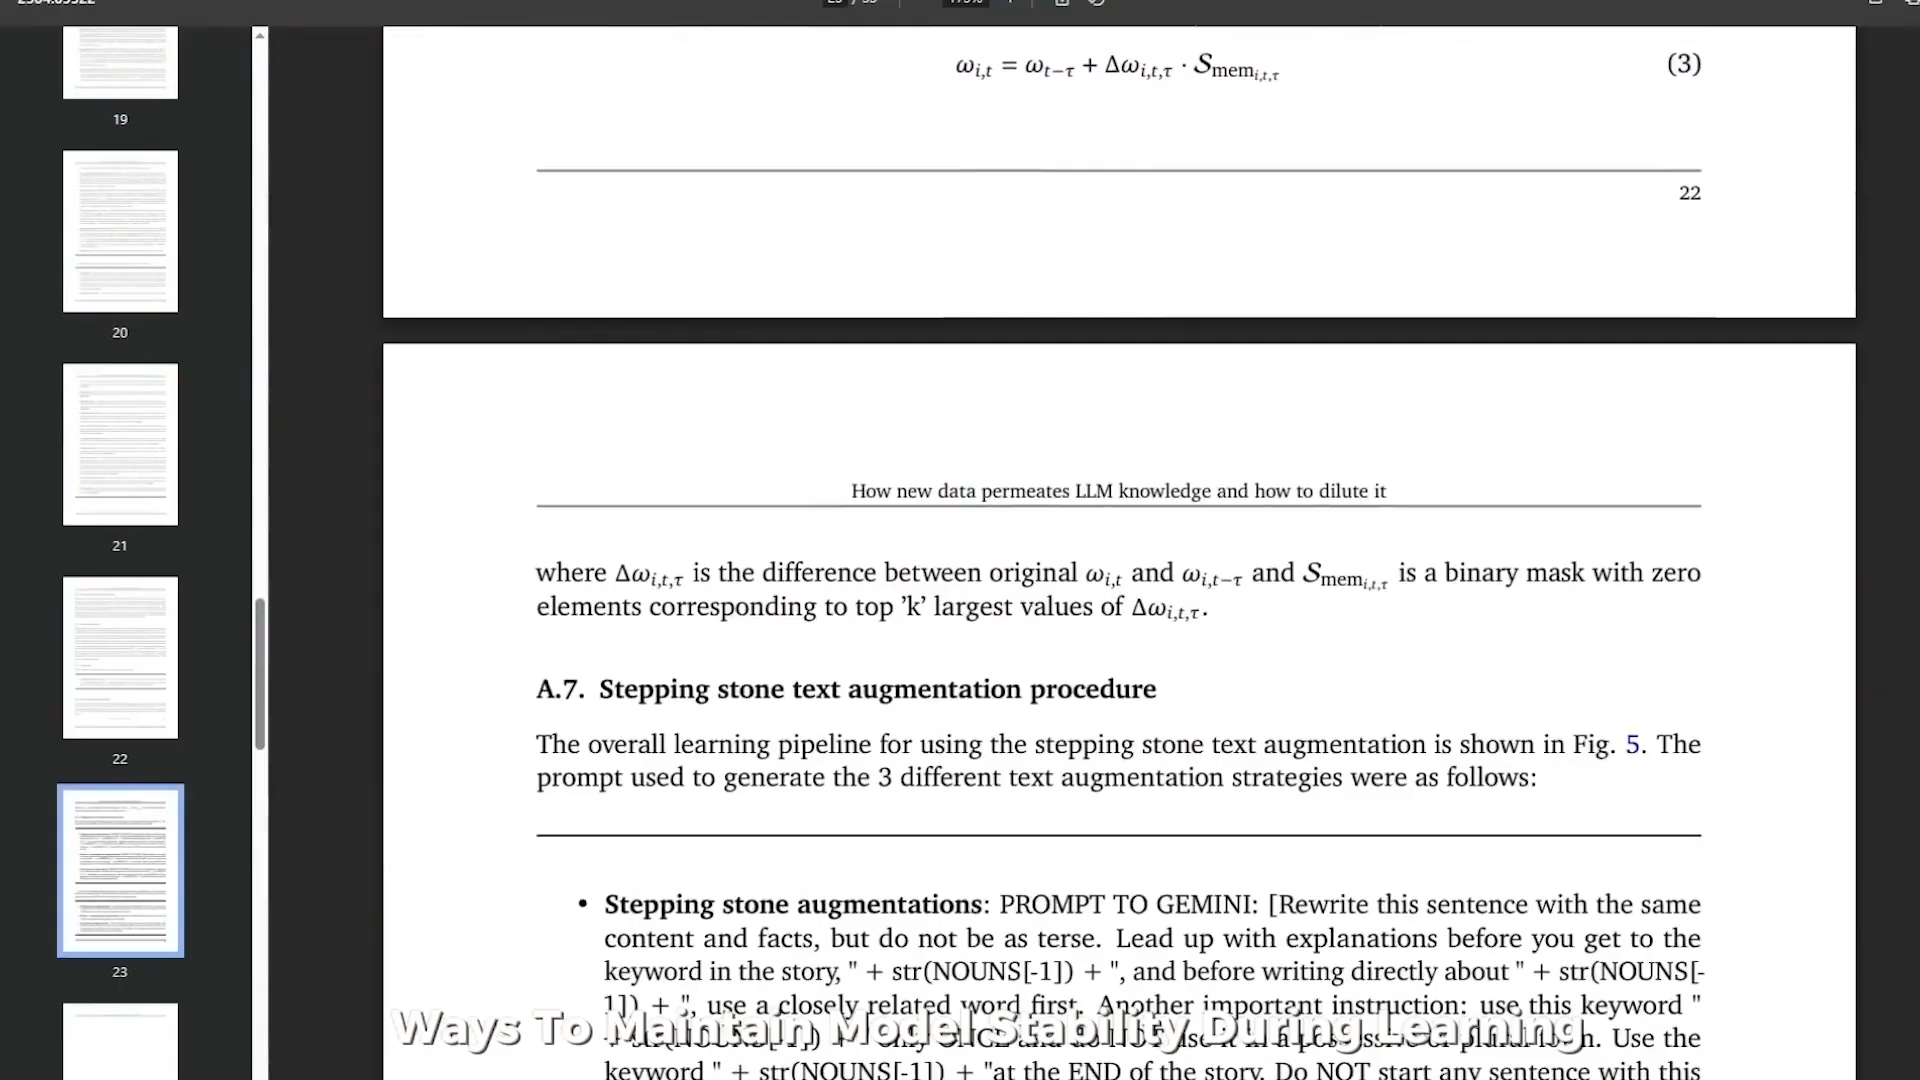 ω_{i,t} = ω_{t−τ} + Δω_{i,t,τ} · 𝒮_{mem_{i,t,τ}} (3)
22
19
20
21
22
23
How new data permeates LLM knowledge and how to dilute it
where Δω_{i,t,τ} is the difference between original ω_{i,t} and ω_{i,t−τ} and 𝒮_{mem_{i,t,τ}} is a binary mask with zero
elements corresponding to top ’k’ largest values of Δω_{i,t,τ}.
A.7. Stepping stone text augmentation procedure
The overall learning pipeline for using the stepping stone text augmentation is shown in Fig. 5. The
prompt used to generate the 3 different text augmentation strategies were as follows:
• Stepping stone augmentations: PROMPT TO GEMINI: [Rewrite this sentence with the same
content and facts, but do not be as terse. Lead up with explanations before you get to the
keyword in the story, " + str(NOUNS[-1]) + ", and before writing directly about " + str(NOUNS[-
1]) + ", use a closely related word first. Another important instruction: use this keyword "
Use the
keyword " + str(NOUNS[-1]) + "at the END of the story. Do NOT start any sentence with this
Ways To Maintain Model Stability During Learning